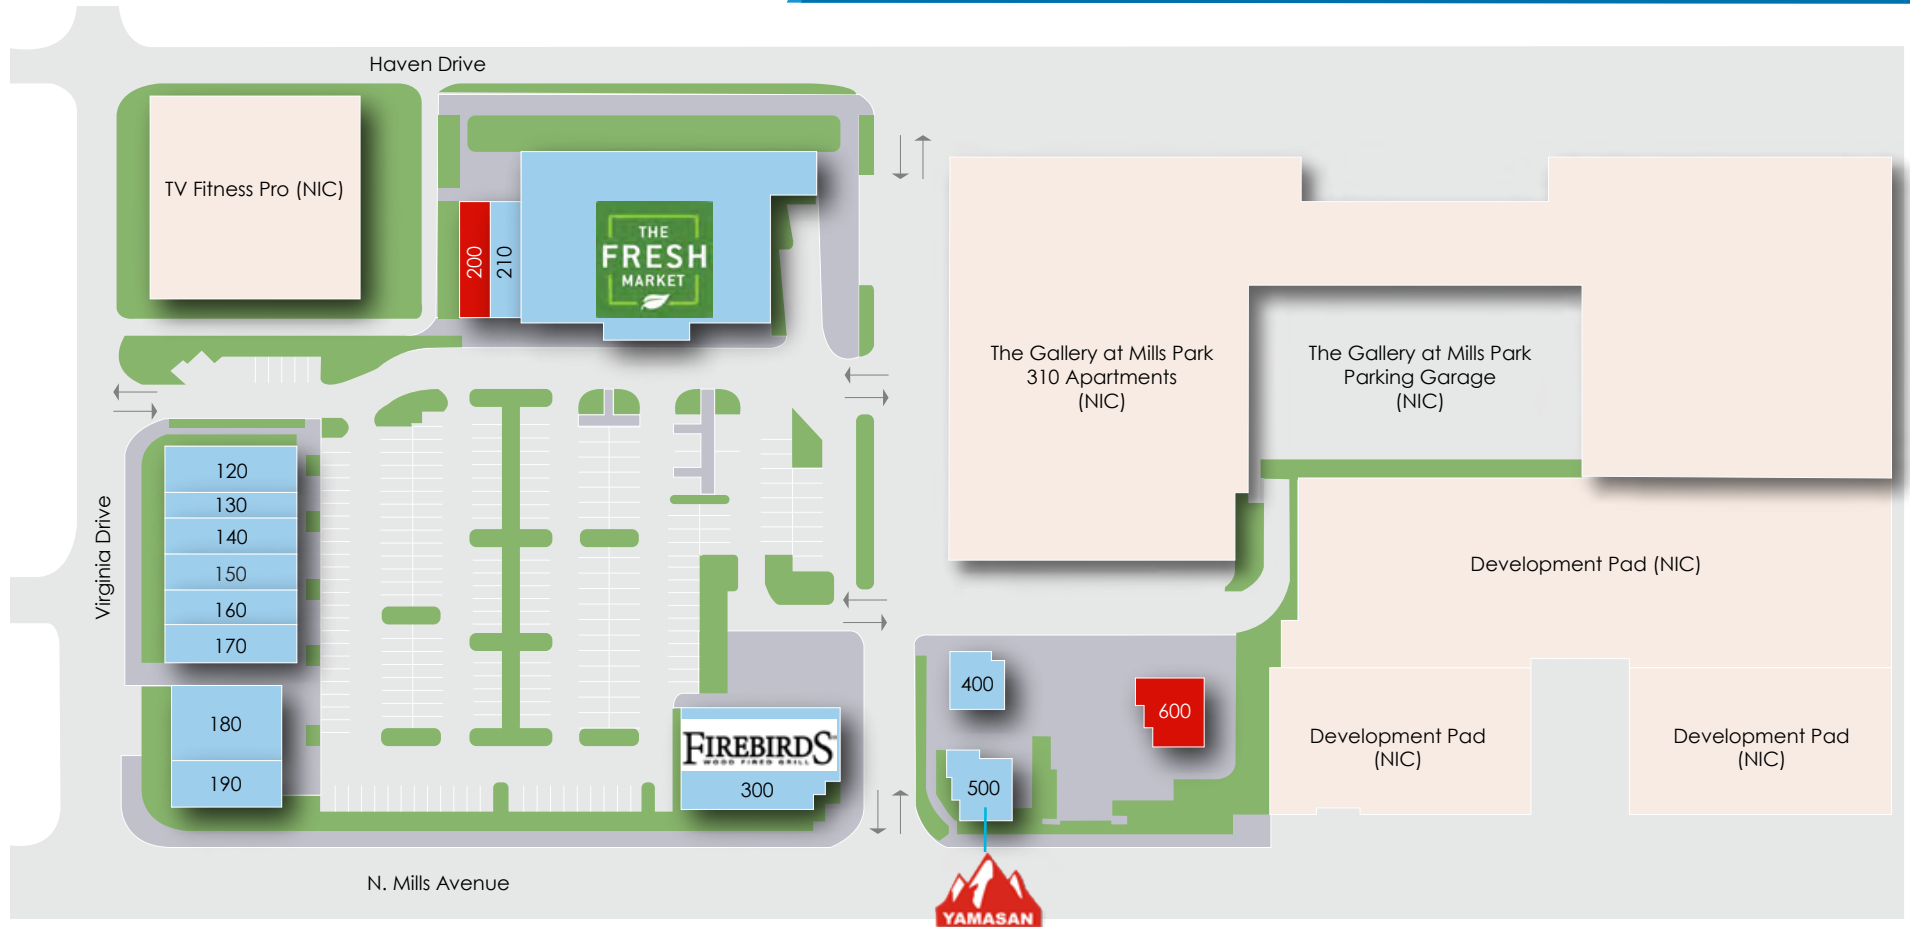 Haven Drive
TV Fitness Pro (NIC)
200
210
THE
FRESH
MARKET
The Gallery at Mills Park
310 Apartments
(NIC)
The Gallery at Mills Park
Parking Garage
(NIC)
Virginia Drive
120
130
140
150
160
170
180
190
Development Pad (NIC)
400
600
500
FIREBIRDS
WOOD FIRED GRILL
300
Development Pad
(NIC)
Development Pad
(NIC)
N. Mills Avenue
YAMASAN